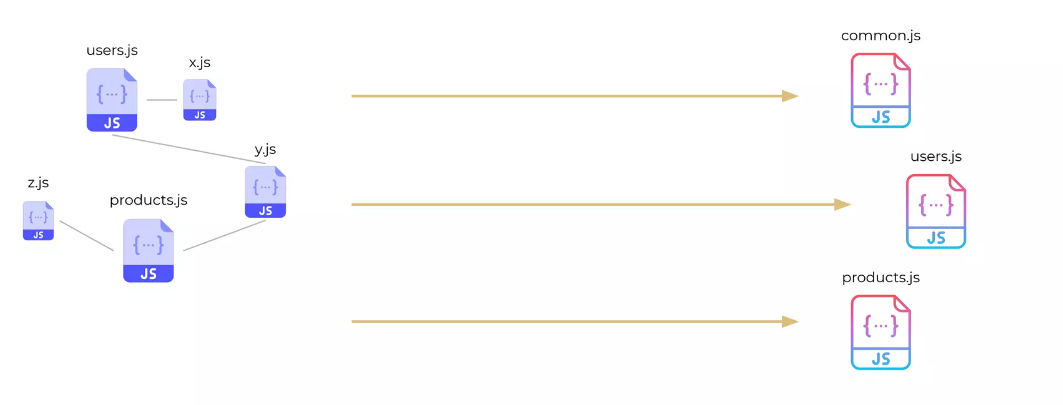 users.js
{...}
JS
x.js
{...}
JS
y.js
{...}
JS
z.js
{...}
JS
products.js
{...}
JS
common.js
{...}
JS
users.js
{...}
JS
products.js
{...}
JS